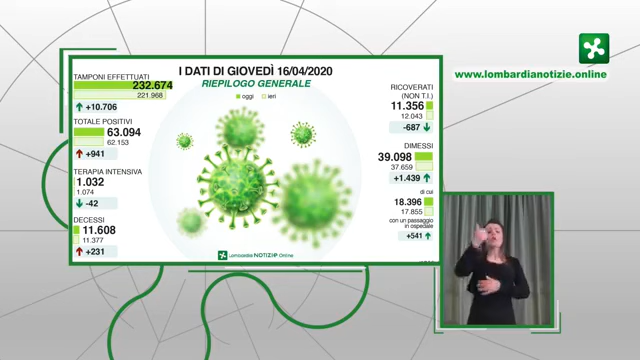 I DATI DI GIOVEDÌ 16/04/2020
RIEPILOGO GENERALE
oggi ieri
TAMPONI EFFETTUATI
232.674
221.968
+10.706
TOTALE POSITIVI
63.094
62.153
+941
TERAPIA INTENSIVA
1.032
1.074
-42
DECESSI
11.608
11.377
+231
RICOVERATI
(NON T.I.)
11.356
12.043
-687
DIMESSI
39.098
37.659
+1.439
di cui
18.396
17.855
con un passaggio
in ospedale
+541
Lombardia NOTIZIE Online
www.lombardianotizie.online